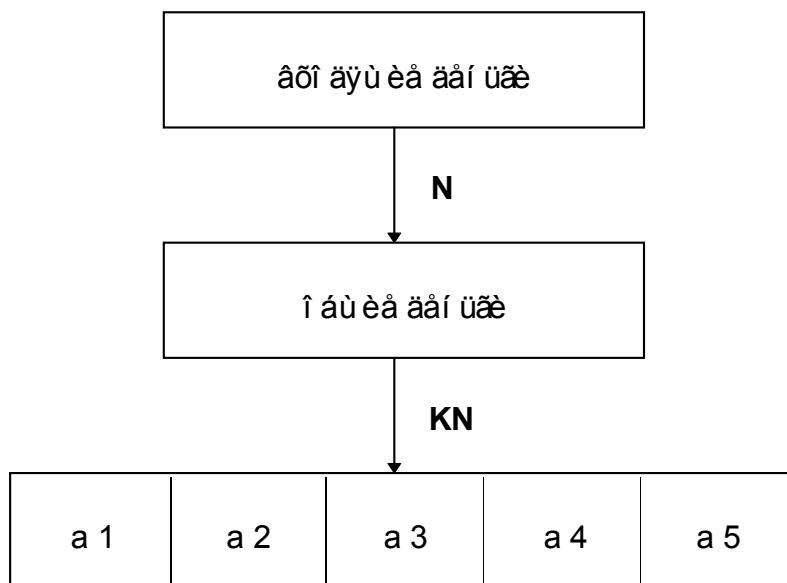 âõî äÿù èå äåí üãè
N
î áù èå äåí üãè
KN
a 1 a 2 a 3 a 4 a 5